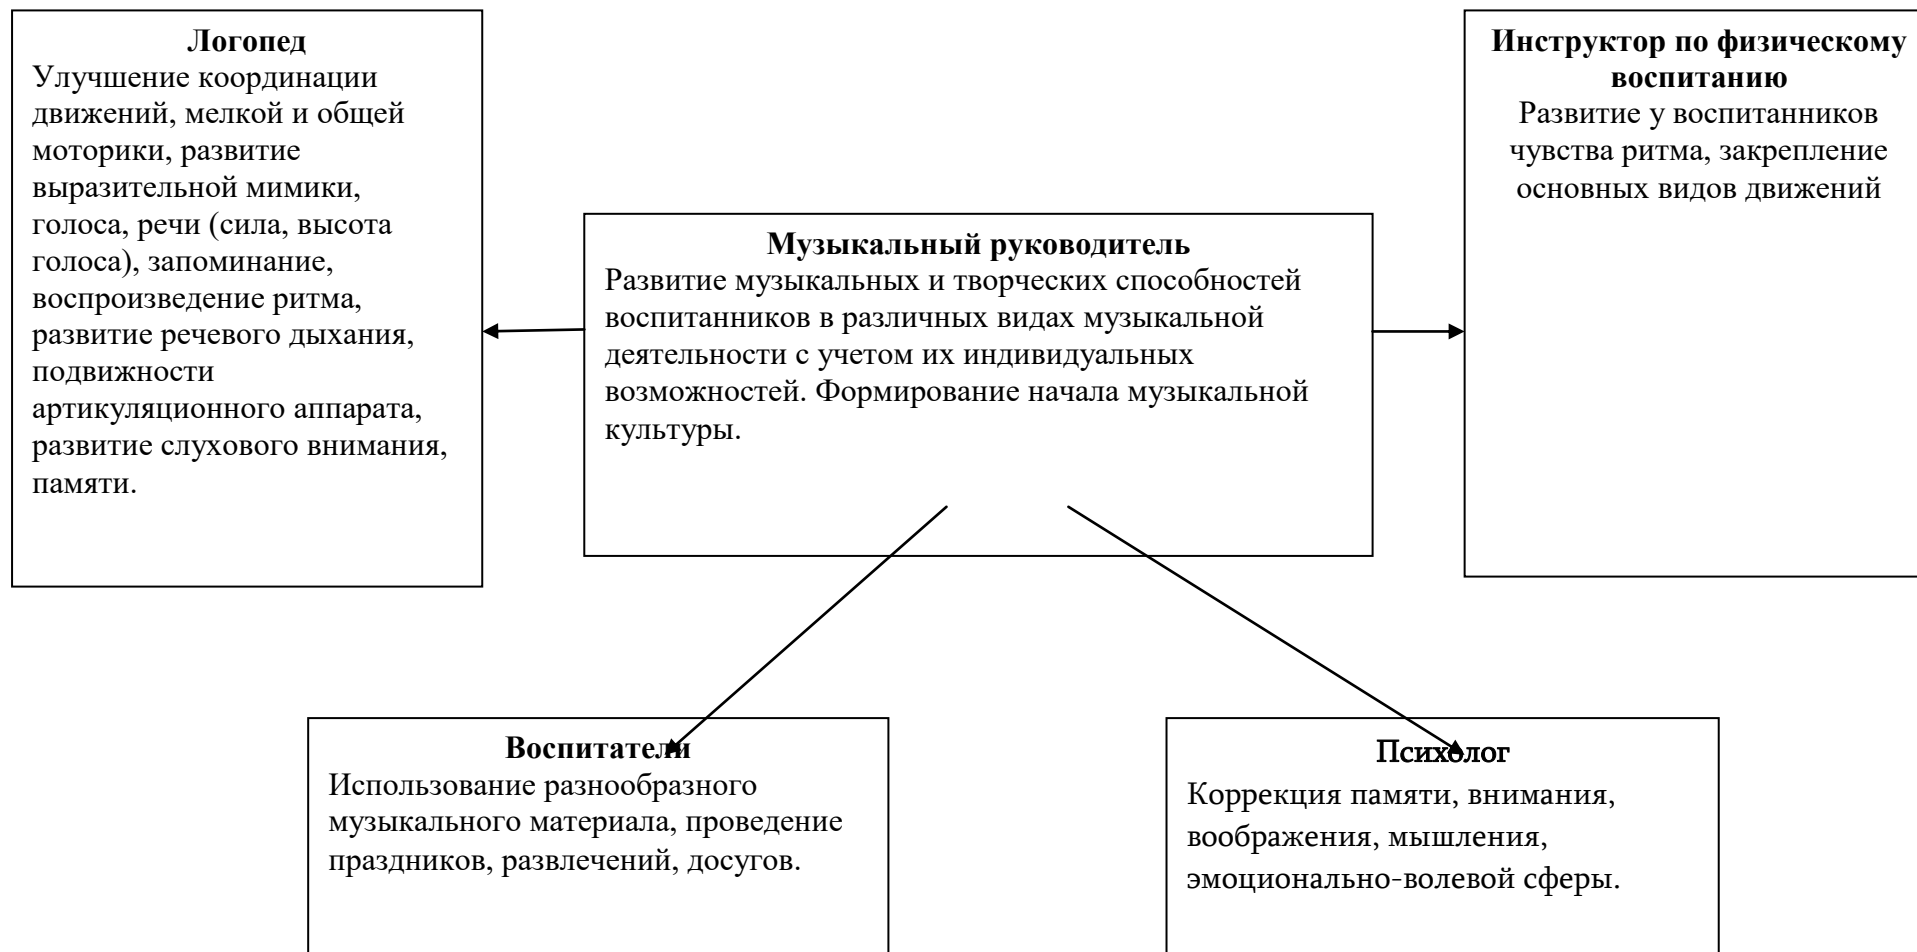 Логопед
Улучшение координации
движений, мелкой и общей
моторики, развитие
выразительной мимики,
голоса, речи (сила, высота
голоса), запоминание,
воспроизведение ритма,
развитие речевого дыхания,
подвижности
артикуляционного аппарата,
развитие слухового внимания,
памяти.
Музыкальный руководитель
Развитие музыкальных и творческих способностей
воспитанников в различных видах музыкальной
деятельности с учетом их индивидуальных
возможностей. Формирование начала музыкальной
культуры.
Инструктор по физическому
воспитанию
Развитие у воспитанников
чувства ритма, закрепление
основных видов движений
Воспитатели
Использование разнообразного
музыкального материала, проведение
праздников, развлечений, досугов.
Психолог
Коррекция памяти, внимания,
воображения, мышления,
эмоционально-волевой сферы.